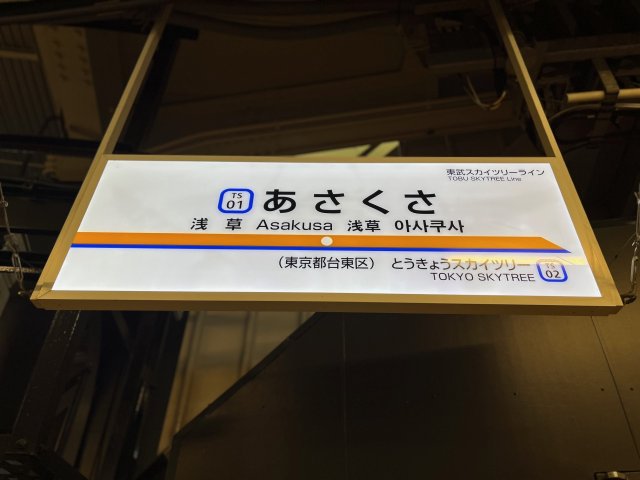 東武スカイツリーライン
TOBU SKYTREE Line
TS
01
あさくさ
浅 草 Asakusa 浅草 아사쿠사
(東京都台東区) とうきょうスカイツリー
TOKYO SKYTREE
TS
02